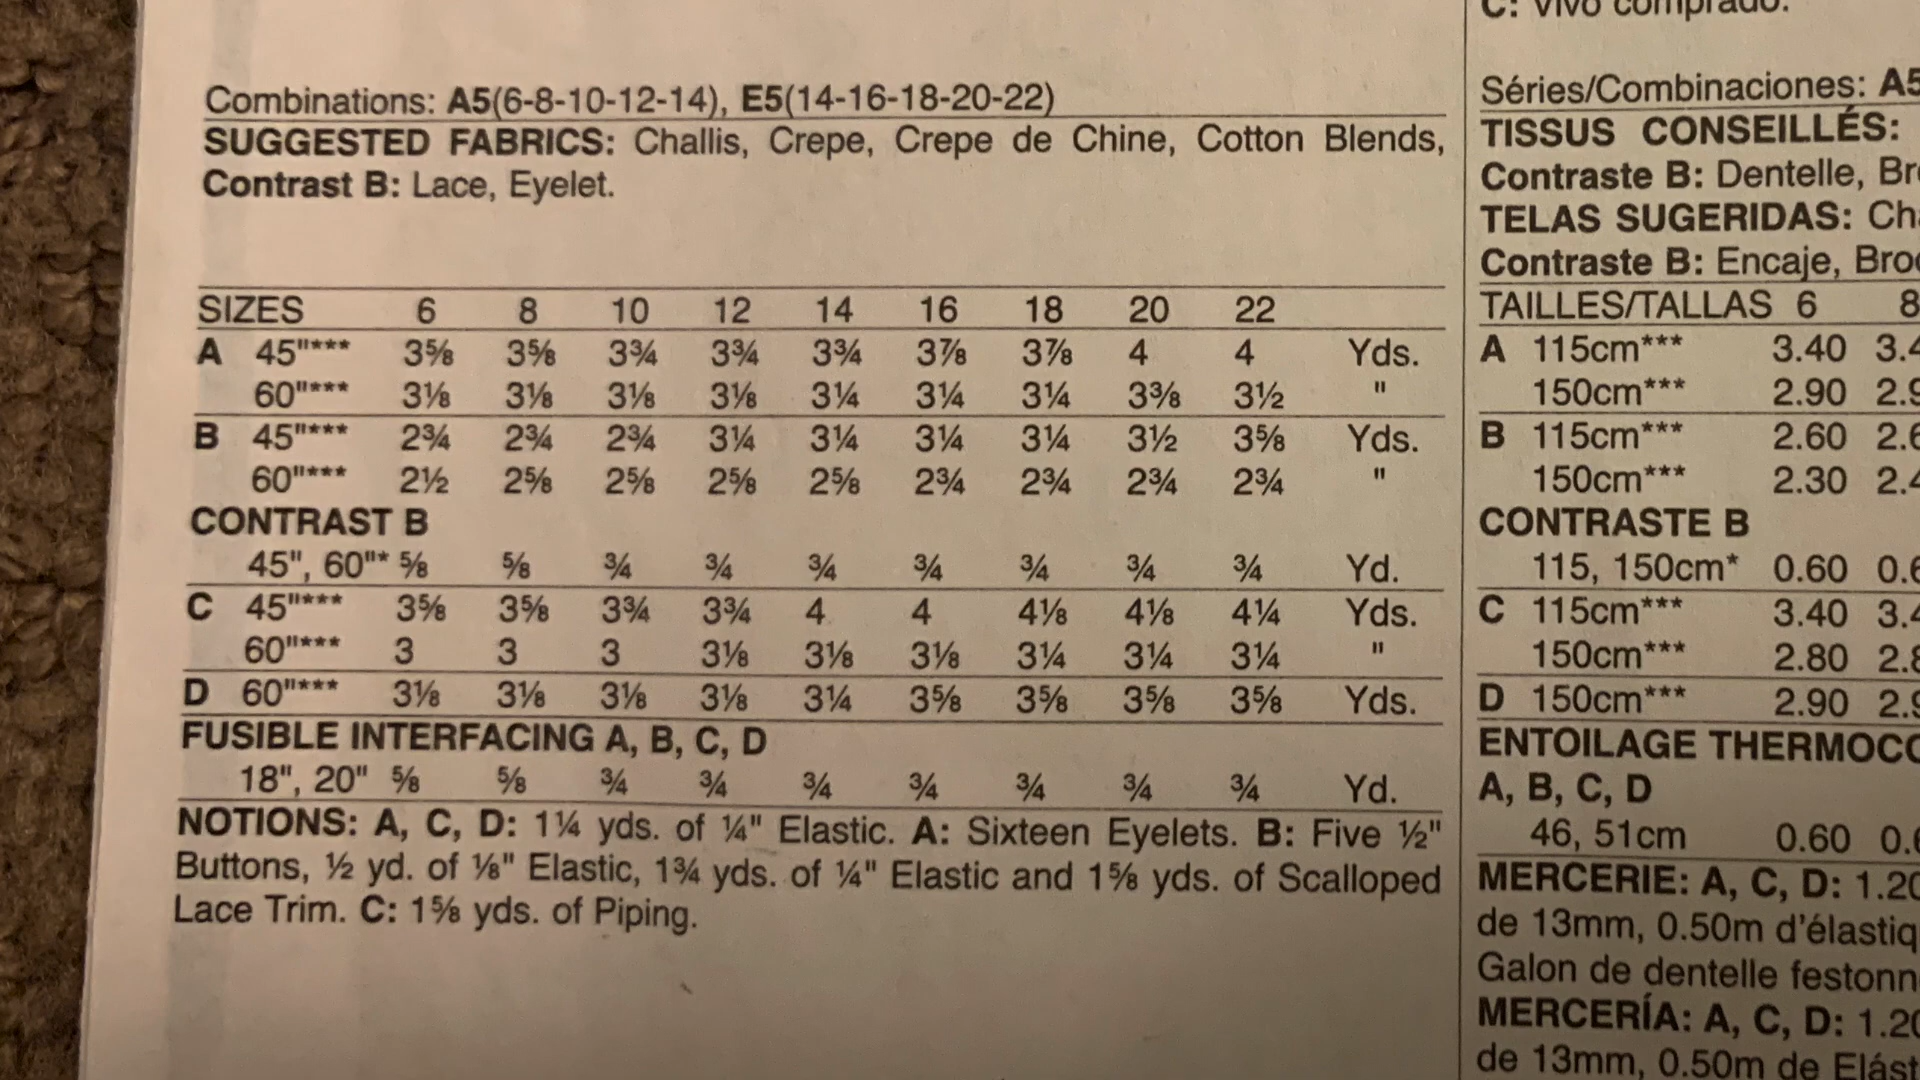 Combinations: A5(6-8-10-12-14), E5(14-16-18-20-22)
SUGGESTED FABRICS: Challis, Crepe, Crepe de Chine, Cotton Blends,
Contrast B: Lace, Eyelet.
SIZES 6 8 10 12 14 16 18 20 22
A 45"*** 3⅝ 3⅝ 3¾ 3¾ 3¾ 3⅞ 3⅞ 4 4 Yds.
60"*** 3⅛ 3⅛ 3⅛ 3⅛ 3¼ 3¼ 3¼ 3⅜ 3½ "
B 45"*** 2¾ 2¾ 2¾ 3¼ 3¼ 3¼ 3¼ 3½ 3⅝ Yds.
60"*** 2½ 2⅝ 2⅝ 2⅝ 2⅝ 2¾ 2¾ 2¾ 2¾ "
CONTRAST B
45", 60"* ⅝ ⅝ ¾ ¾ ¾ ¾ ¾ ¾ ¾ Yd.
C 45"*** 3⅝ 3⅝ 3¾ 3¾ 4 4 4⅛ 4⅛ 4¼ Yds.
60"*** 3 3 3 3⅛ 3⅛ 3⅛ 3¼ 3¼ 3¼ "
D 60"*** 3⅛ 3⅛ 3⅛ 3⅛ 3¼ 3⅝ 3⅝ 3⅝ 3⅝ Yds.
FUSIBLE INTERFACING A, B, C, D
18", 20" ⅝ ⅝ ¾ ¾ ¾ ¾ ¾ ¾ ¾ Yd.
NOTIONS: A, C, D: 1¼ yds. of ¼" Elastic. A: Sixteen Eyelets. B: Five ½"
Buttons, ½ yd. of ⅛" Elastic, 1¾ yds. of ¼" Elastic and 1⅝ yds. of Scalloped
Lace Trim. C: 1⅝ yds. of Piping.
C: Vivo comprado.
Séries/Combinaciones: A5
TISSUS CONSEILLÉS:
Contraste B: Dentelle,
TELAS SUGERIDAS:
Contraste B: Encaje,
TAILLES/TALLAS 6 8
A 115cm*** 3.40
150cm*** 2.90
B 115cm*** 2.60
150cm*** 2.30
CONTRASTE B
115, 150cm* 0.60
C 115cm*** 3.40
150cm*** 2.80
D 150cm*** 2.90
ENTOILAGE
A, B, C, D
46, 51cm 0.60
MERCERIE: A, C, D:
de 13mm, 0.50m
Galon de dentelle
MERCERÍA: A, C, D:
de 13mm, 0.50m de